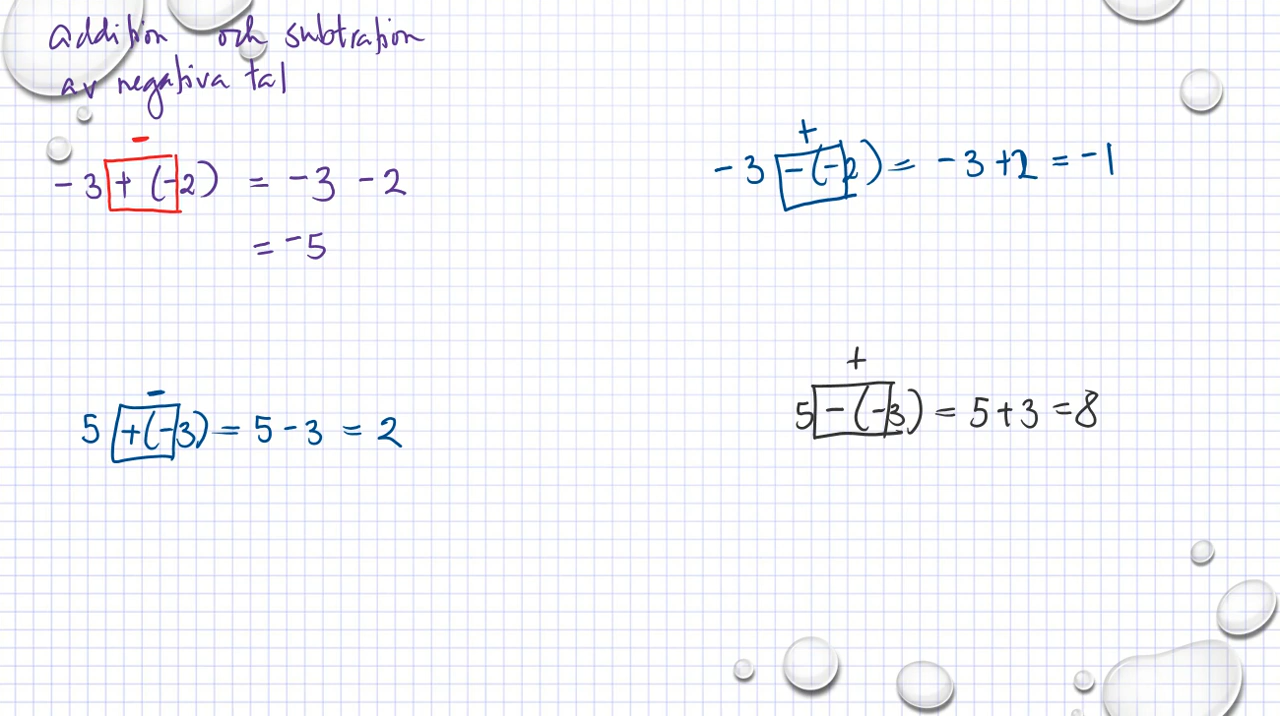 addition och subtration
av negativa tal
-
- 3 + (-2) = -3 - 2
= -5
+
- 3 - (-2) = -3 + 2 = -1
-
5 + (-3) = 5 - 3 = 2
+
5 - (-3) = 5 + 3 = 8